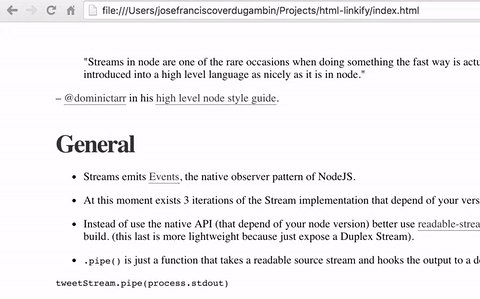 file:///Users/josefranciscoverdugambin/Projects/html-linkify/index.html
"Streams in node are one of the rare occasions when doing something the fast way is
introduced into a high level language as nicely as it is in node."
– @dominictarr in his high level node style guide.
General
• Streams emits Events, the native observer pattern of NodeJS.
• At this moment exists 3 iterations of the Stream implementation that depend of your
• Instead of use the native API (that depend of your node version) better use
build. (this last is more lightweight because just expose a Duplex Stream).
• .pipe() is just a function that takes a readable source stream and hooks the output to a
tweetStream.pipe(process.stdout)